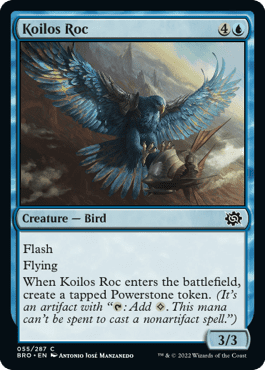 Koilos Roc 4
Creature — Bird
Flash
Flying
When Koilos Roc enters the battlefield,
create a tapped Powerstone token. (It's
an artifact with “: Add . This mana
can't be spent to cast a nonartifact spell.”)
3/3
055/287 C
BRO • EN Antonio José Manzanedo ™ & © 2022 Wizards of the Coast